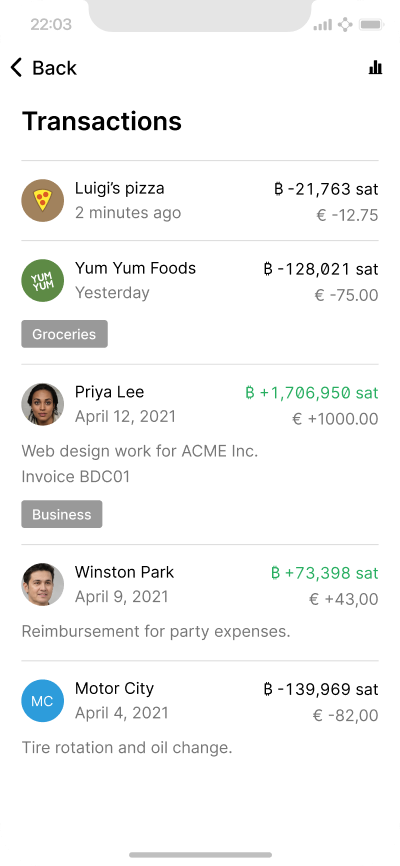 22:03
Back
Transactions
Luigi’s pizza
₿ -21,763 sat
2 minutes ago
€ -12.75
YUM
YUM
Yum Yum Foods
₿ -128,021 sat
Yesterday
€ -75.00
Groceries
Priya Lee
₿ +1,706,950 sat
April 12, 2021
€ +1000.00
Web design work for ACME Inc.
Invoice BDC01
Business
Winston Park
₿ +73,398 sat
April 9, 2021
€ +43,00
Reimbursement for party expenses.
MC
Motor City
₿ -139,969 sat
April 4, 2021
€ -82,00
Tire rotation and oil change.